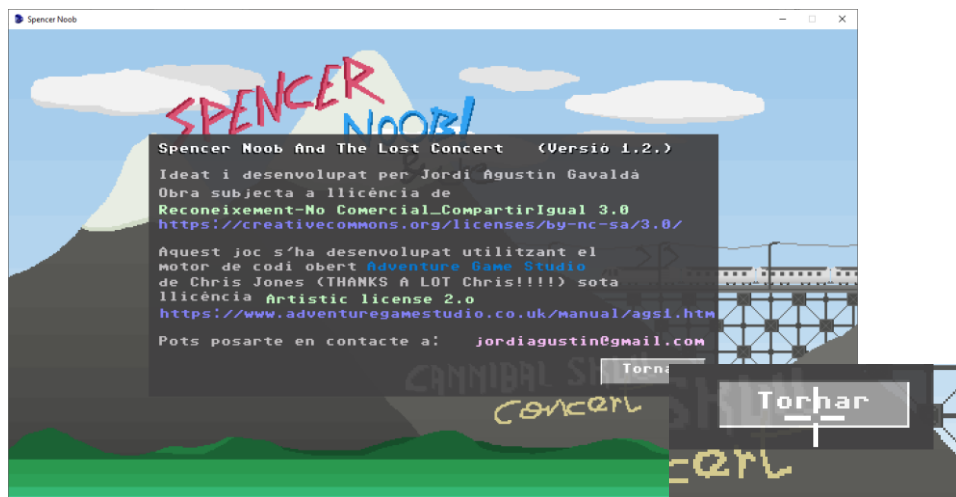 Spencer Noob
SPENCER
NOOB!
Spencer Noob And The Lost Concert (Versió 1.2.)
Ideat i desenvolupat per Jordi Agustín Gavaldà
Obra subjecta a llicència de
Reconeixement-No Comercial_CompartirIgual 3.0
https://creativecommons.org/licenses/by-nc-sa/3.0/
Aquest joc s'ha desenvolupat utilitzant el
motor de codi obert Adventure Game Studio
de Chris Jones (THANKS A LOT Chris!!!!) sota
llicència Artistic license 2.o
https://www.adventuregamestudio.co.uk/manual/ags1.htm
Pots posarte en contacte a: jordiagustin@gmail.com
Torna
CANNIBAL SK
Concert
Tornar